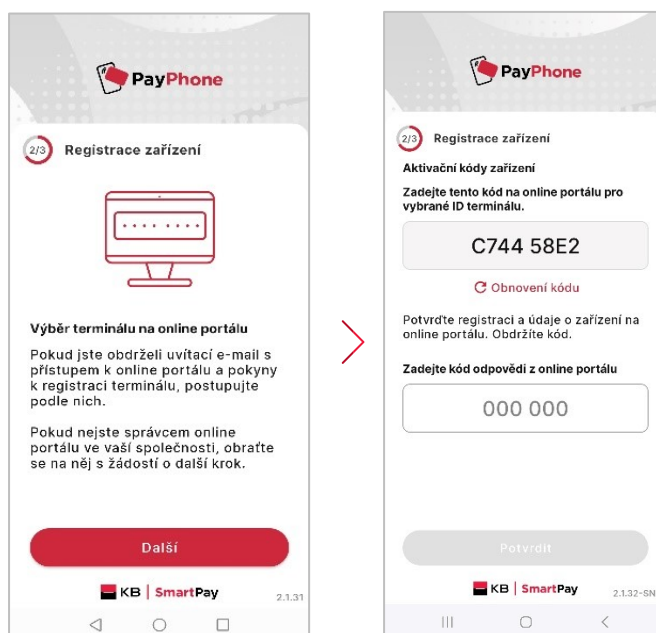 PayPhone
2/3 Registrace zařízení
Výběr terminálu na online portálu
Pokud jste obdrželi uvítací e-mail s
přístupem k online portálu a pokyny
k registraci terminálu, postupujte
podle nich.
Pokud nejste správcem online
portálu ve vaší společnosti, obraťte
se na něj s žádostí o další krok.
Další
KB | SmartPay
2.1.31
PayPhone
2/3 Registrace zařízení
Aktivační kódy zařízení
Zadejte tento kód na online portálu pro
vybrané ID terminálu.
C744 58E2
Obnovení kódu
Potvrďte registraci a údaje o zařízení na
online portálu. Obdržíte kód.
Zadejte kód odpovědi z online portálu
000 000
Potvrdit
KB | SmartPay
2.1.32-SN